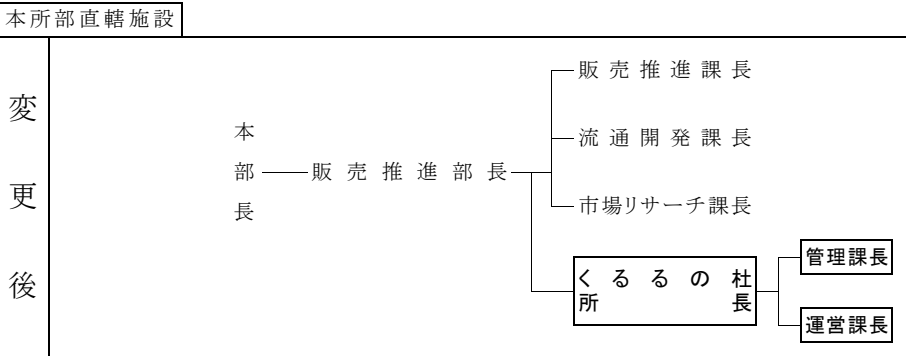 本所部直轄施設
変更後
本部長
販売推進部長
販売推進課長
流通開発課長
市場リサーチ課長
くるるの杜
所長
管理課長
運営課長